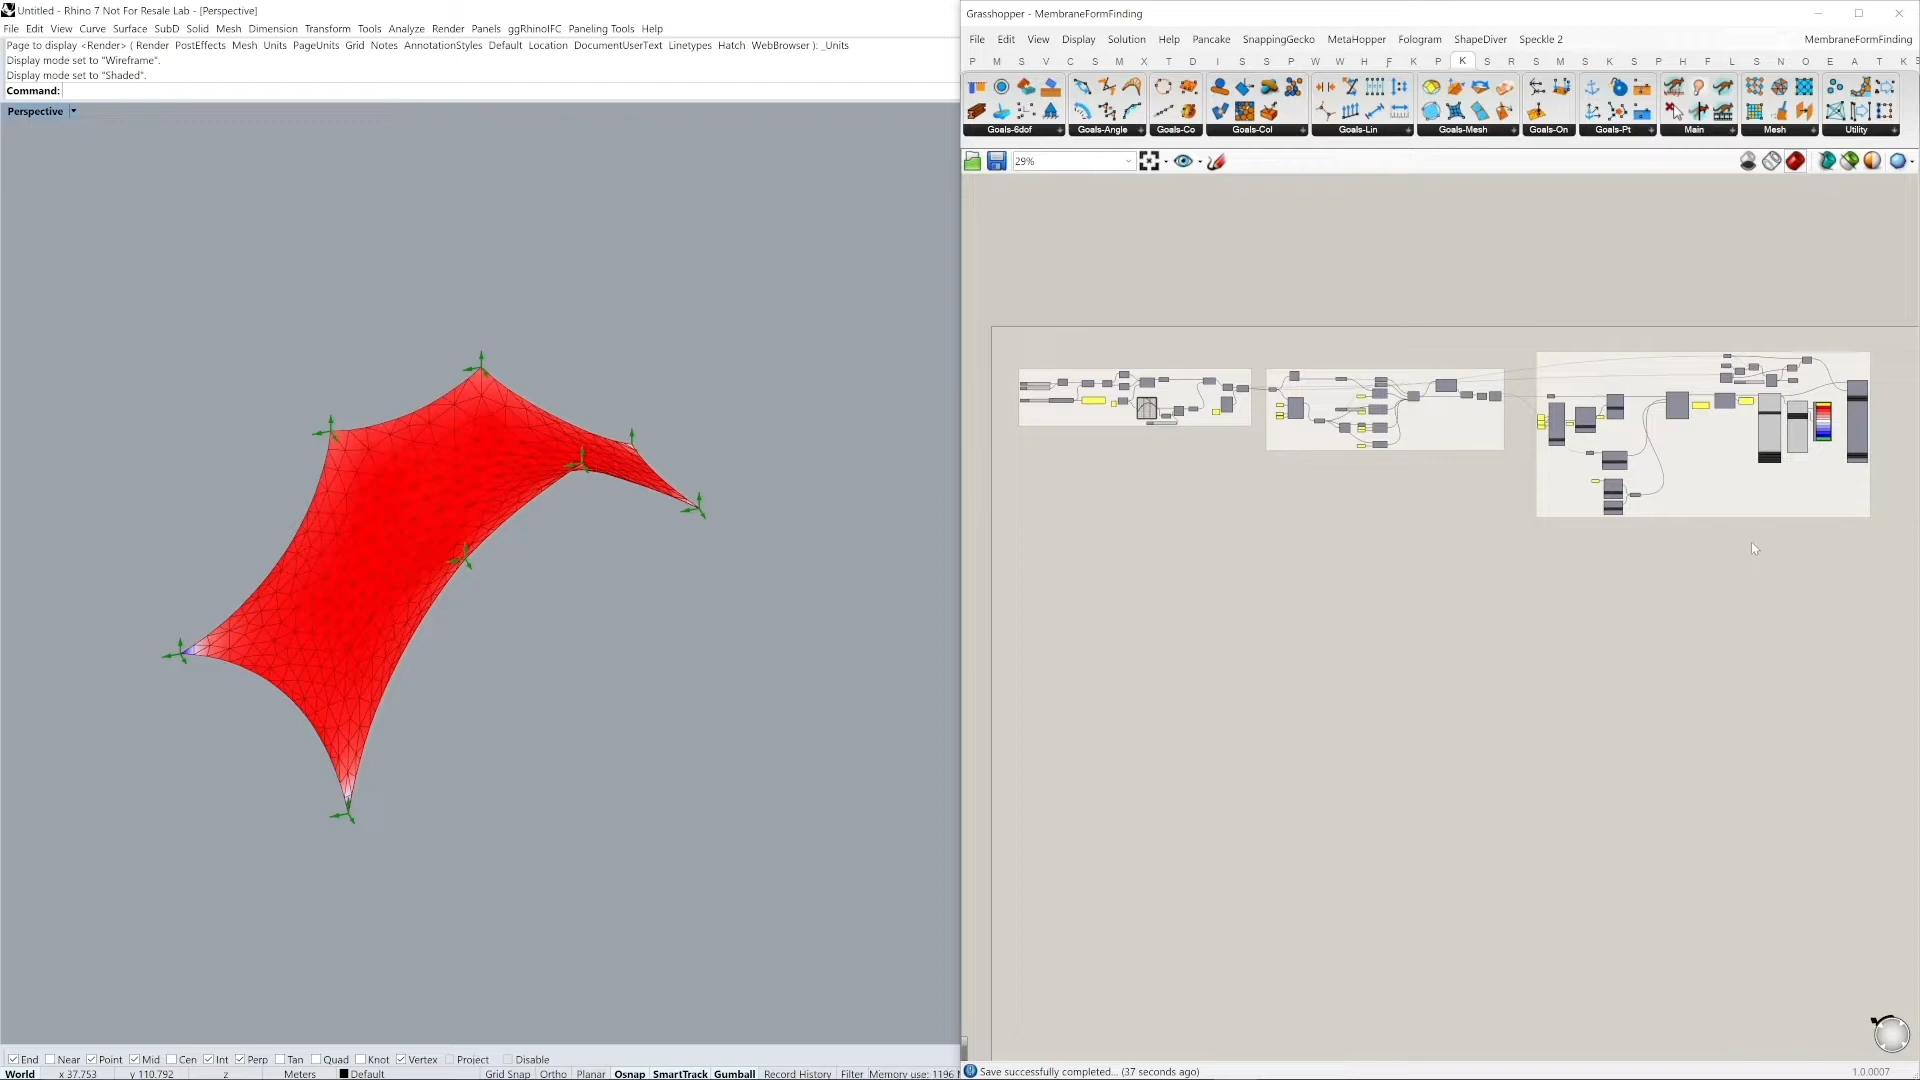 Untitled - Rhino 7 Not For Resale Lab - [Perspective]
File Edit View Curve Surface SubD Solid Mesh Dimension Transform Tools Analyze Render Panels ggRhinoIFC Paneling Tools Help
Page to display <Render> ( Render PostEffects Mesh Units PageUnits Grid Notes AnnotationStyles Default Location DocumentUserText Linetypes Hatch WebBrowser ): _Units
Display mode set to "Wireframe".
Display mode set to "Shaded".
Command:
Perspective
End Near Point Mid Cen Int Perp Tan Quad Knot Vertex Project Disable
World x 37.753 y 110.792 z Meters Default Grid Snap Ortho Planar Osnap SmartTrack Gumball Record History Filter Memory use: 1196
Grasshopper - MembraneFormFinding
File Edit View Display Solution Help Pancake SnappingGecko MetaHopper Fologram ShapeDiver Speckle 2 MembraneFormFinding
P M S V C S M X T D I S S P W W H F K P K S R S M S K S P H F L S N O E A T K S
Goals-6dof Goals-Angle Goals-Co Goals-Col Goals-Lin Goals-Mesh Goals-On Goals-Pt Main Mesh Utility
29%
Save successfully completed... (37 seconds ago)
1.0.0007